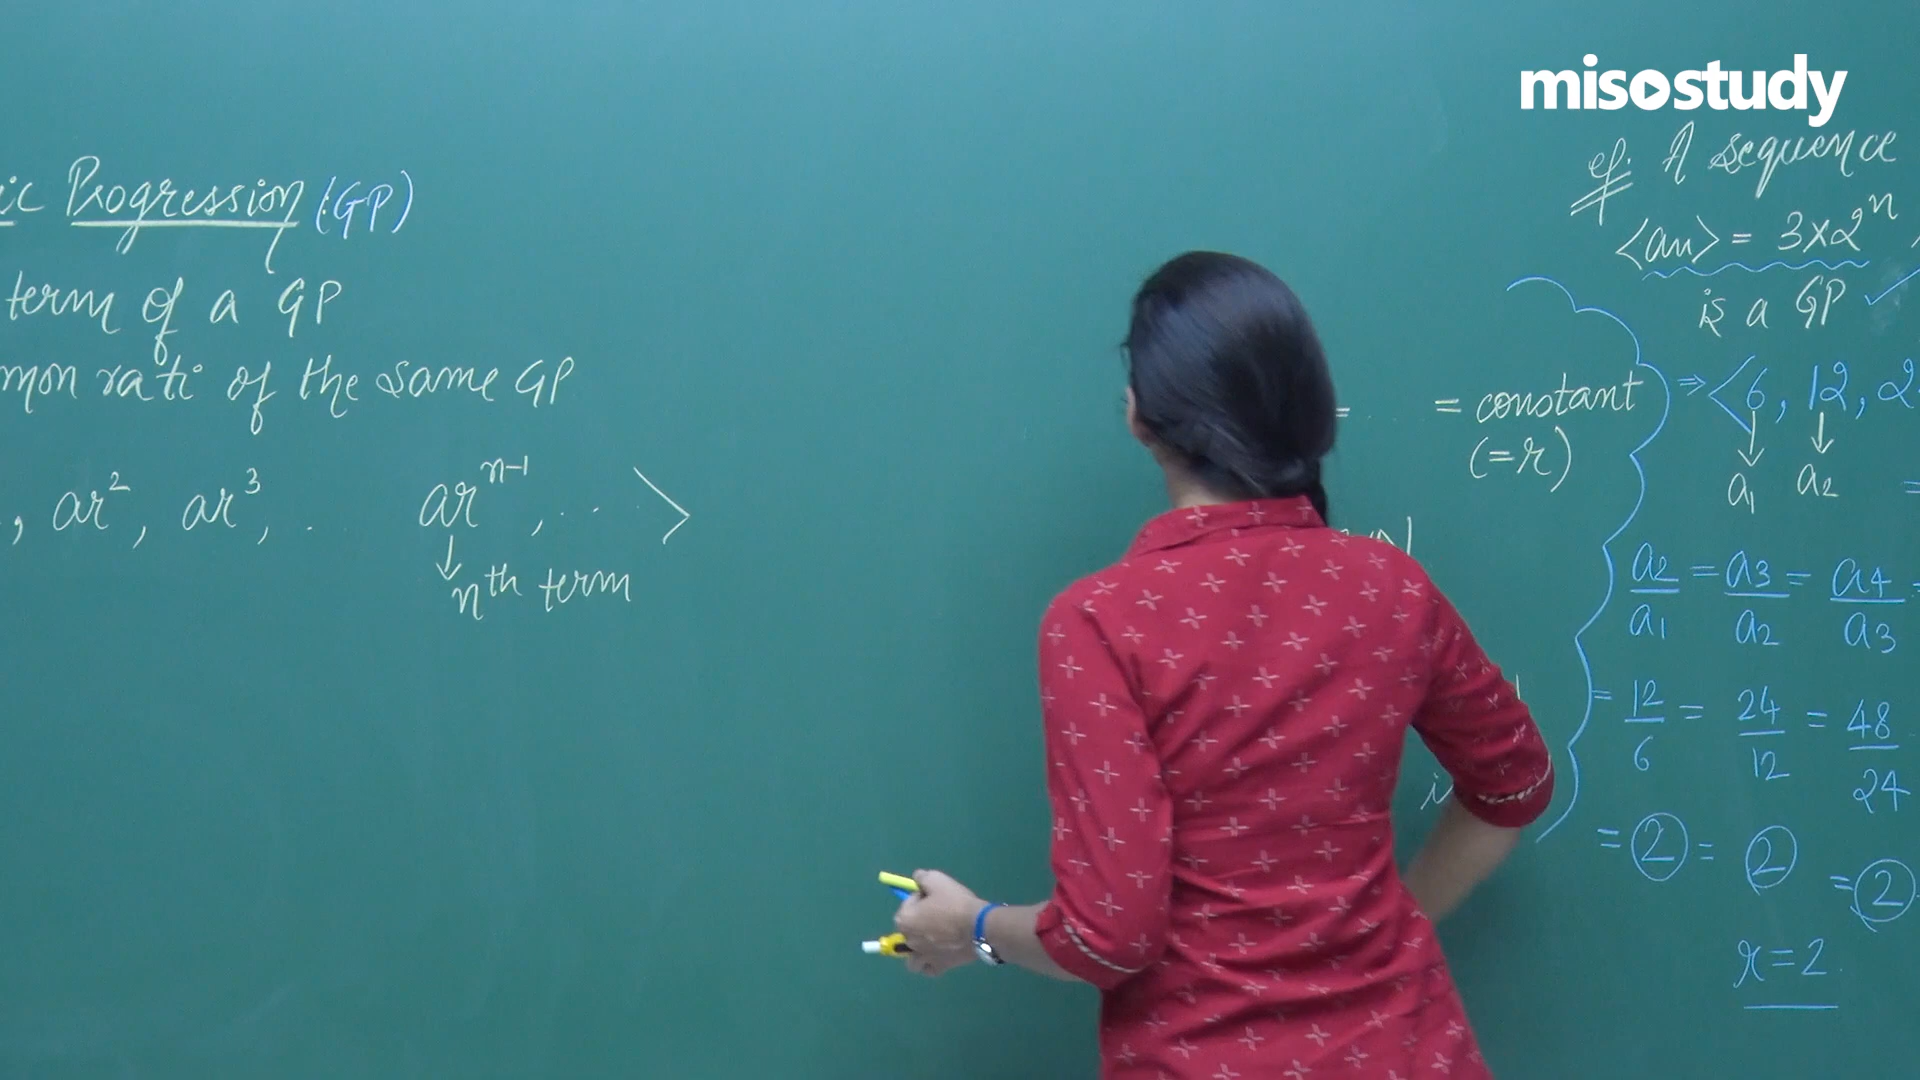 misostudy
ic Progression (GP)
term of a GP
mon ratio of the same GP
, ar², ar³, . ar^(n-1), ... >
↓
nth term
= ... = constant
(=r)
N
eg. A sequence
<an> = 3×2^n
is a GP ✓
⇒ <6, 12, 2
↓ ↓
a₁ a₂ =
a₂/a₁ = a₃/a₂ = a₄/a₃ =
= 12/6 = 24/12 = 48/24
= 2 = 2 = 2
r = 2